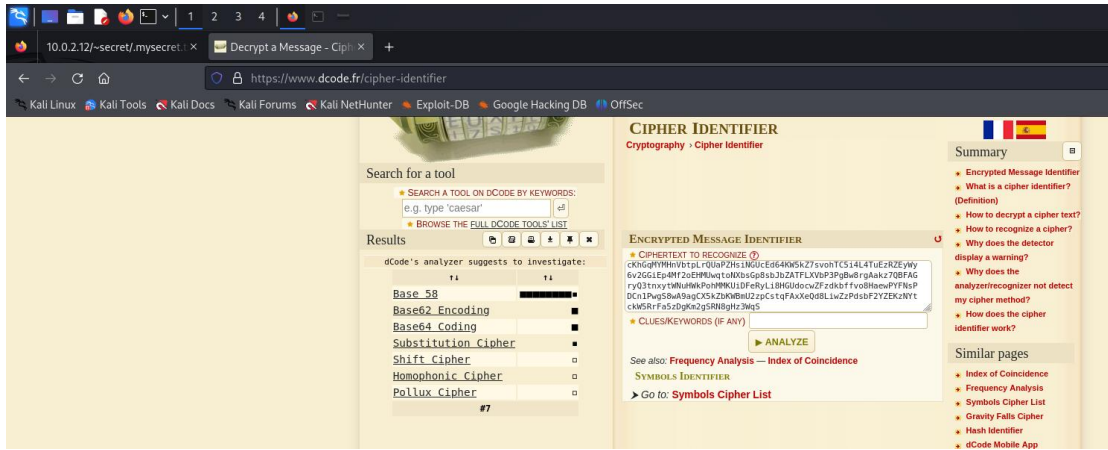 1 2 3 4
10.0.2.12/~secret/.mysecret.t
Decrypt a Message - Ciph
https://www.dcode.fr/cipher-identifier
Kali Linux Kali Tools Kali Docs Kali Forums Kali NetHunter Exploit-DB Google Hacking DB OffSec
Search for a tool
SEARCH A TOOL ON DCODE BY KEYWORDS:
e.g. type 'caesar'
BROWSE THE FULL DCODE TOOLS' LIST
Results
dCode's analyzer suggests to investigate:
Base 58
Base62 Encoding
Base64 Coding
Substitution Cipher
Shift Cipher
Homophonic Cipher
Pollux Cipher
#7
CIPHER IDENTIFIER
Cryptography › Cipher Identifier
ENCRYPTED MESSAGE IDENTIFIER
CIPHERTEXT TO RECOGNIZE
cKhGqMYMHnVbtpLrQUaPZHsiNGUcEd64KW5kZ7svohTC5i4L4TuEzRZEyWy
6v2GGiEp4Mf2oEHMUwqtoNXbsGp8sbJbZATFLXVbP3PgBw8rgAakz7QBFAG
ryQ3tnxytWNuHWkPohMMKUiDFeRyLi8HGUdocwZFzdkbffvo8HaewPYFNsP
DCn1PwgS8wA9agCX5kZbKWBmU2zpCstqFAxXeQd8LiwZzPdsbF2YZEKzNYt
ckW5RrFa5zDgKm2gSRN8gHz3WqS
CLUES/KEYWORDS (IF ANY)
ANALYZE
See also: Frequency Analysis — Index of Coincidence
SYMBOLS IDENTIFIER
Go to: Symbols Cipher List
Summary
Encrypted Message Identifier
What is a cipher identifier?
(Definition)
How to decrypt a cipher text?
How to recognize a cipher?
Why does the detector
display a warning?
Why does the
analyzer/recognizer not detect
my cipher method?
How does the cipher
identifier work?
Similar pages
Index of Coincidence
Frequency Analysis
Symbols Cipher List
Gravity Falls Cipher
Hash Identifier
dCode Mobile App